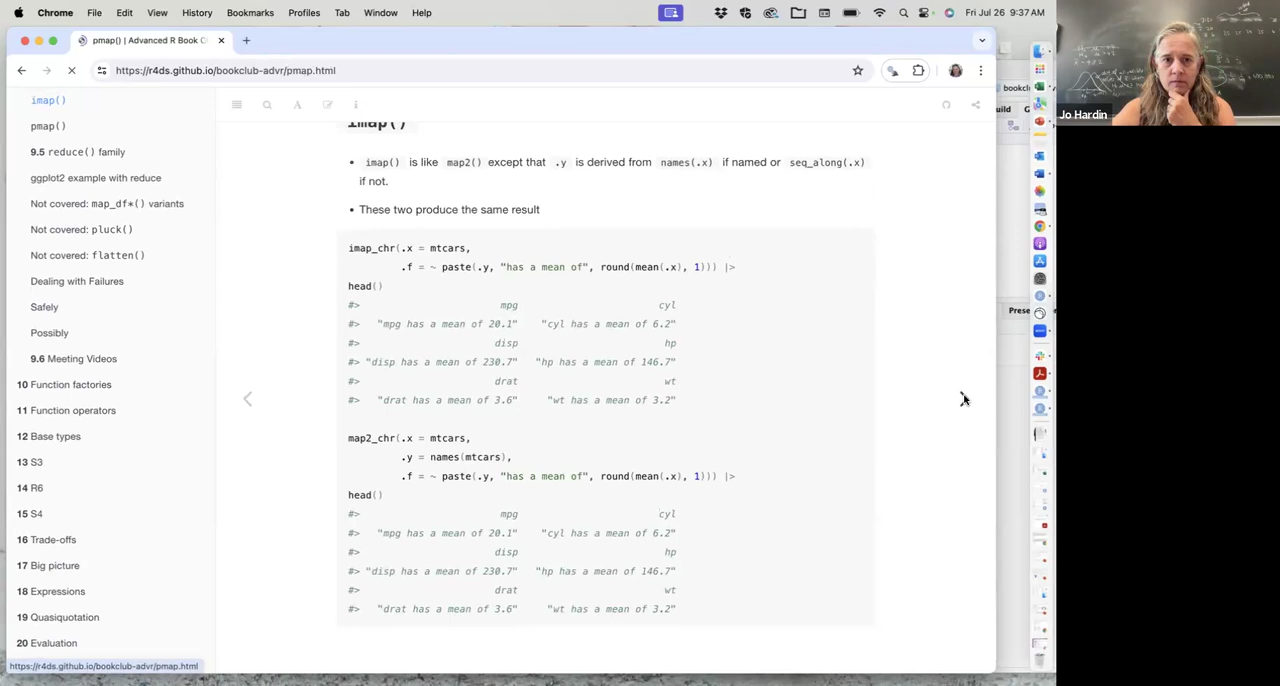 Chrome File Edit View History Bookmarks Profiles Tab Window Help Fri Jul 26 9:37 AM
pmap() | Advanced R Book C
https://r4ds.github.io/bookclub-advr/pmap.html
imap()
pmap()
9.5 reduce() family
ggplot2 example with reduce
Not covered: map_df*() variants
Not covered: pluck()
Not covered: flatten()
Dealing with Failures
Safely
Possibly
9.6 Meeting Videos
10 Function factories
11 Function operators
12 Base types
13 S3
14 R6
15 S4
16 Trade-offs
17 Big picture
18 Expressions
19 Quasiquotation
20 Evaluation
https://r4ds.github.io/bookclub-advr/pmap.html
imap()
• imap() is like map2() except that .y is derived from names(.x) if named or seq_along(.x)
if not.
• These two produce the same result
imap_chr(.x = mtcars,
.f = ~ paste(.y, "has a mean of", round(mean(.x), 1))) |>
head()
#> mpg cyl
#> "mpg has a mean of 20.1" "cyl has a mean of 6.2"
#> disp hp
#> "disp has a mean of 230.7" "hp has a mean of 146.7"
#> drat wt
#> "drat has a mean of 3.6" "wt has a mean of 3.2"
map2_chr(.x = mtcars,
.y = names(mtcars),
.f = ~ paste(.y, "has a mean of", round(mean(.x), 1))) |>
head()
#> mpg cyl
#> "mpg has a mean of 20.1" "cyl has a mean of 6.2"
#> disp hp
#> "disp has a mean of 230.7" "hp has a mean of 146.7"
#> drat wt
#> "drat has a mean of 3.6" "wt has a mean of 3.2"
bookcl
uild
Prese
Jo Hardin